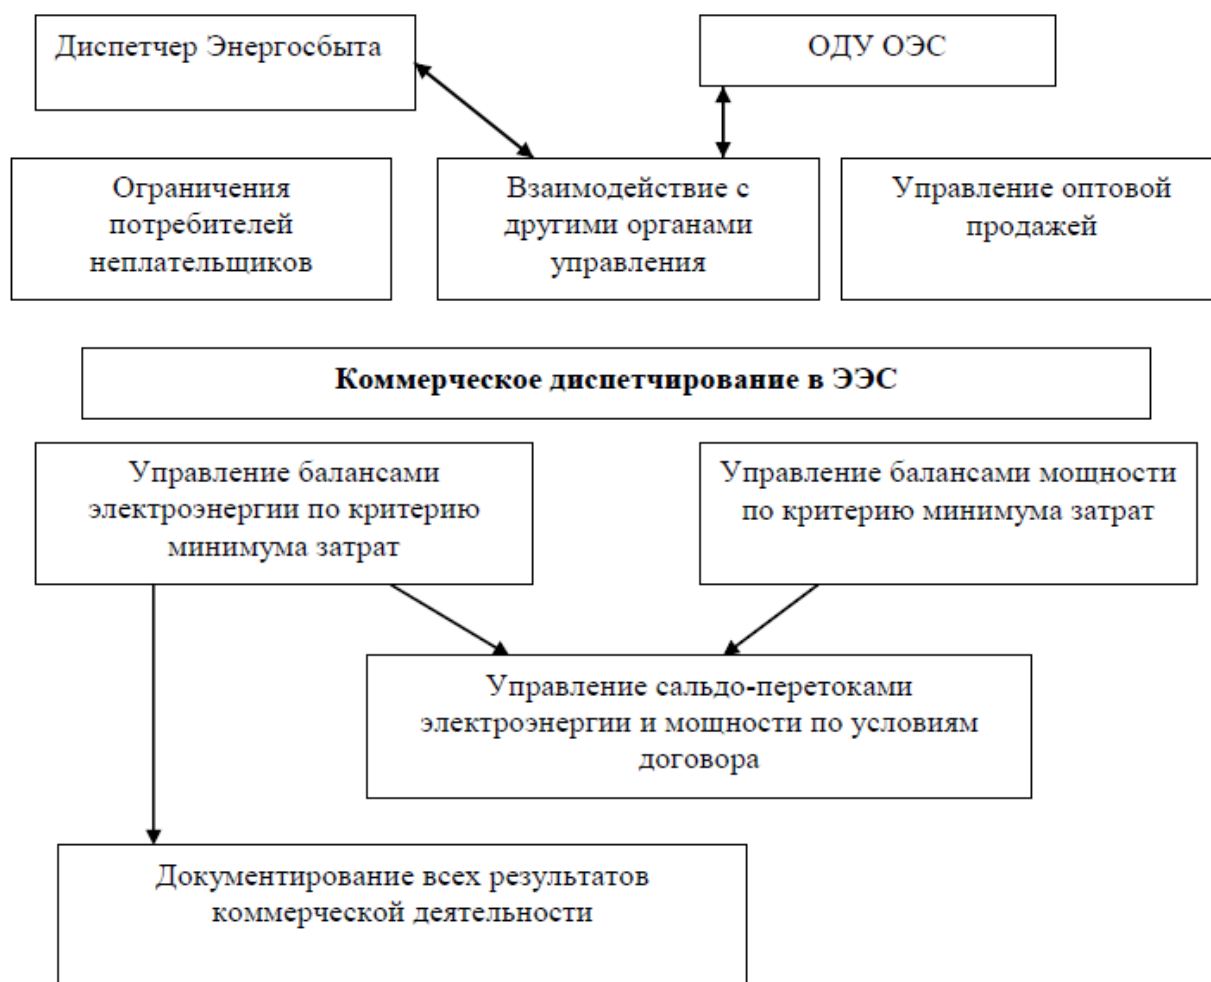 Диспетчер Энергосбыта
ОДУ ОЭС
Ограничения
потребителей
неплательщиков
Взаимодействие с
другими органами
управления
Управление оптовой
продажей
Коммерческое диспетчирование в ЭЭС
Управление балансами
электроэнергии по критерию
минимума затрат
Управление балансами мощности
по критерию минимума затрат
Управление сальдо-перетоками
электроэнергии и мощности по условиям
договора
Документирование всех результатов
коммерческой деятельности